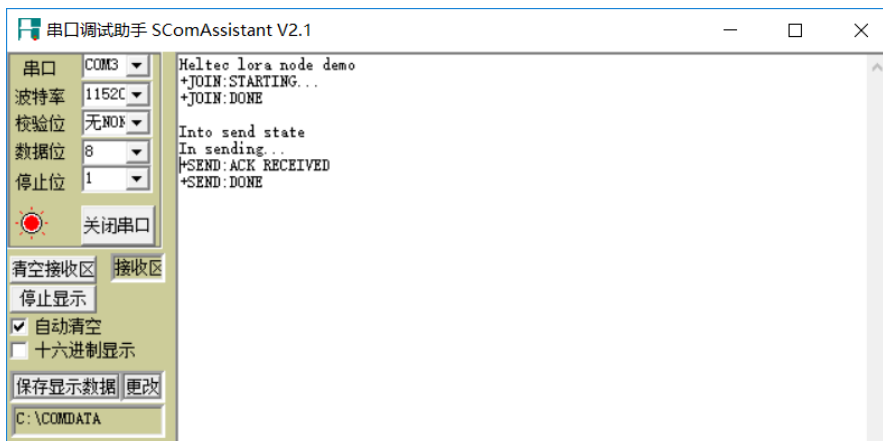 串口调试助手 SComAssistant V2.1
串口 COM3
波特率 1152
校验位 无NON
数据位 8
停止位 1
关闭串口
清空接收区 接收区
停止显示
自动清空
十六进制显示
保存显示数据 更改
C:\COMDATA
Heltec lora node demo
+JOIN:STARTING...
+JOIN:DONE
Into send state
In sending...
+SEND:ACK RECEIVED
+SEND:DONE